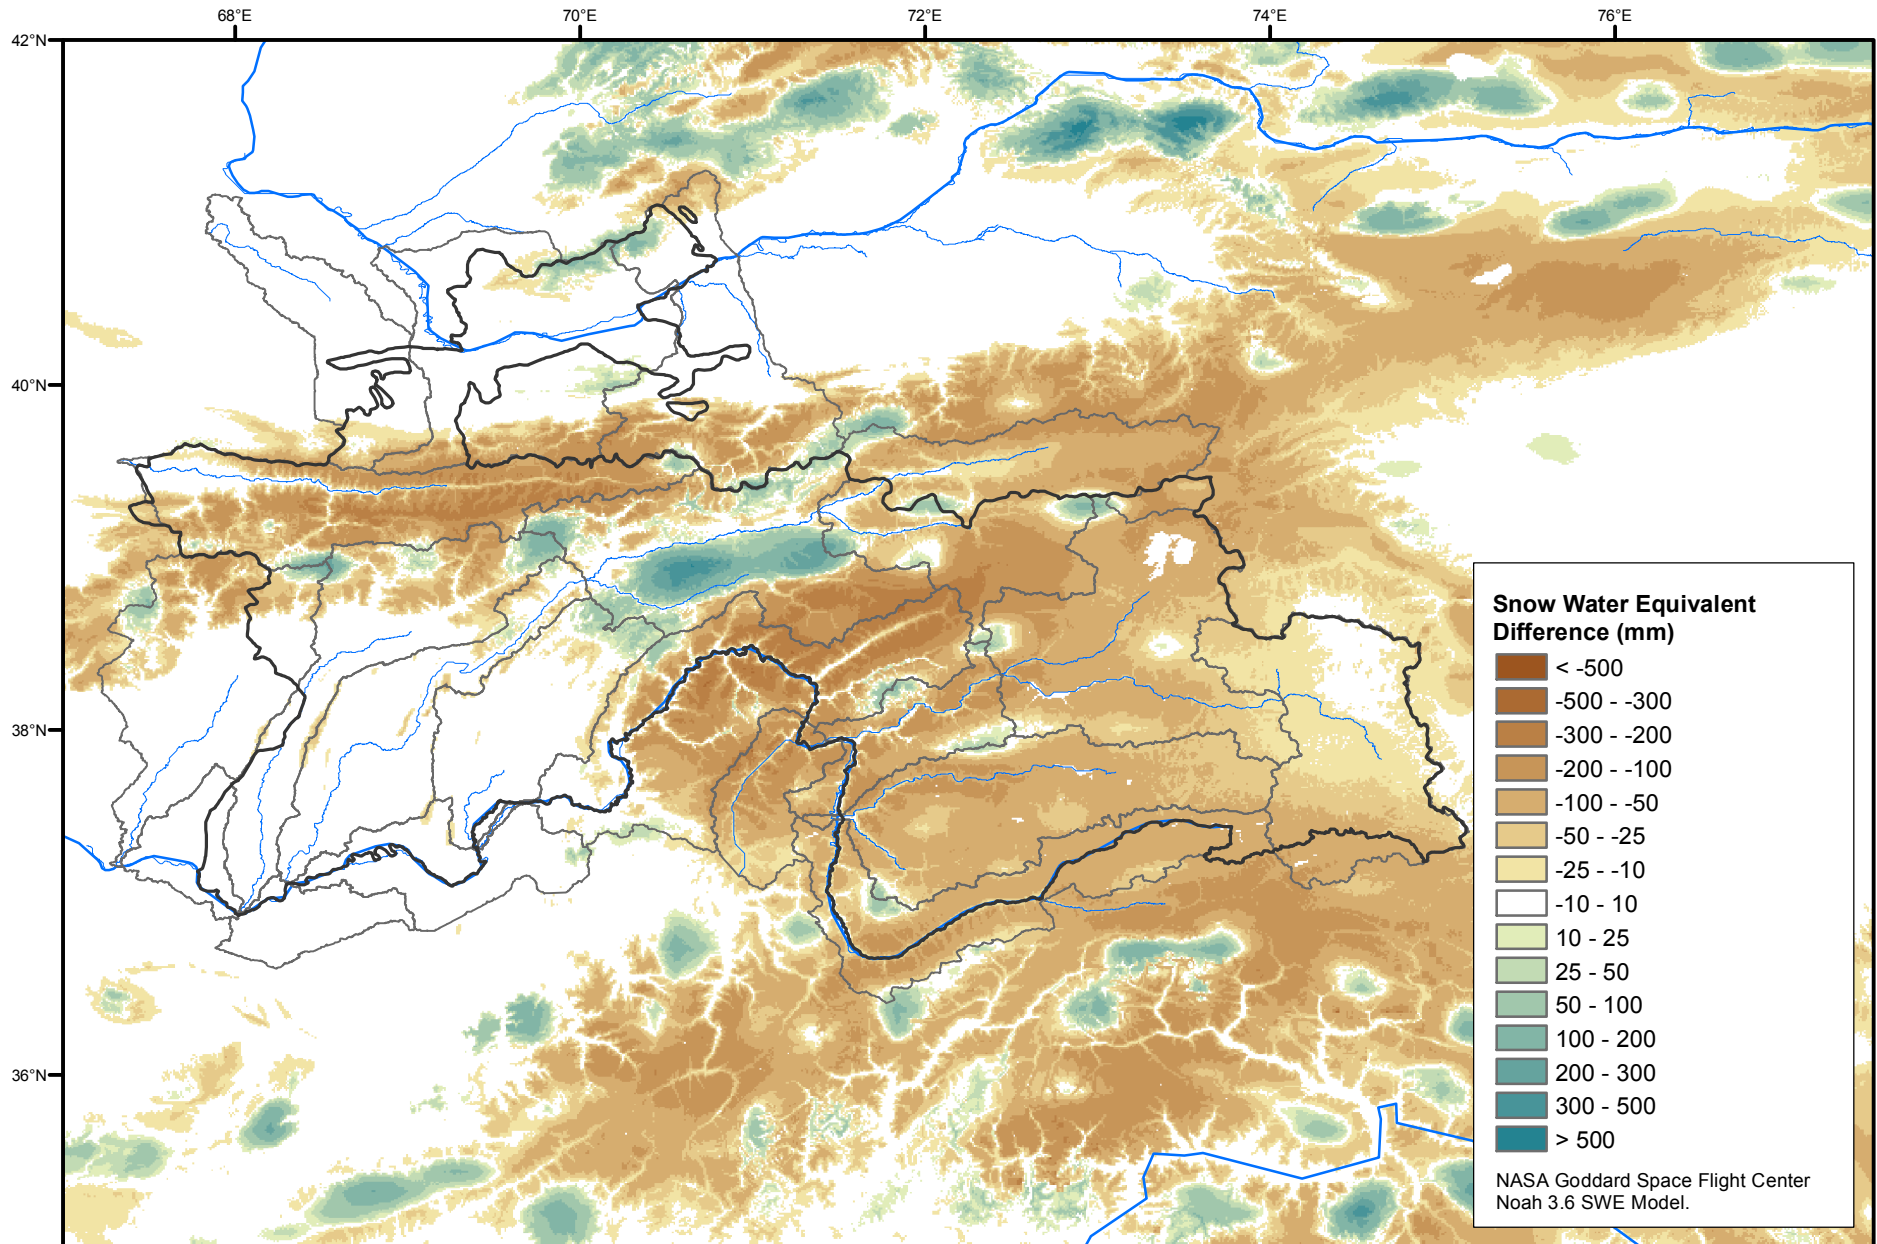 68°E 70°E 72°E 74°E 76°E
42°N
40°N
38°N
36°N
Snow Water Equivalent
Difference (mm)
< -500
-500 - -300
-300 - -200
-200 - -100
-100 - -50
-50 - -25
-25 - -10
-10 - 10
10 - 25
25 - 50
50 - 100
100 - 200
200 - 300
300 - 500
> 500
NASA Goddard Space Flight Center
Noah 3.6 SWE Model.